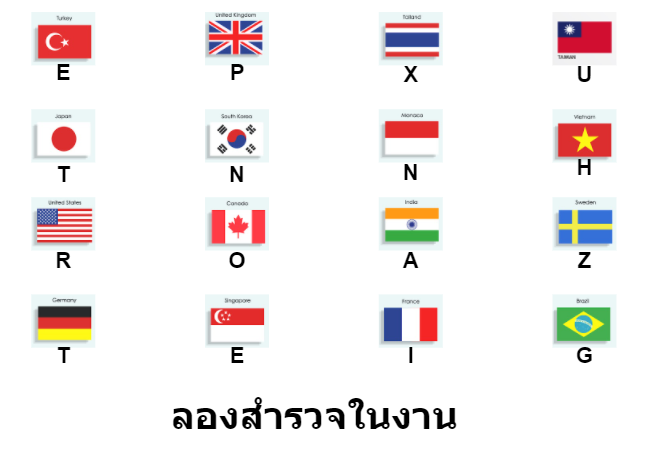 Turkey United Kingdom Tailand TAIWAN
E P X U
Japan South Korea Monaco Vietnam
T N N H
United States Canada India Sweden
R O A Z
Germany Singapore France Brazil
T E I G
ลองสำรวจในงาน